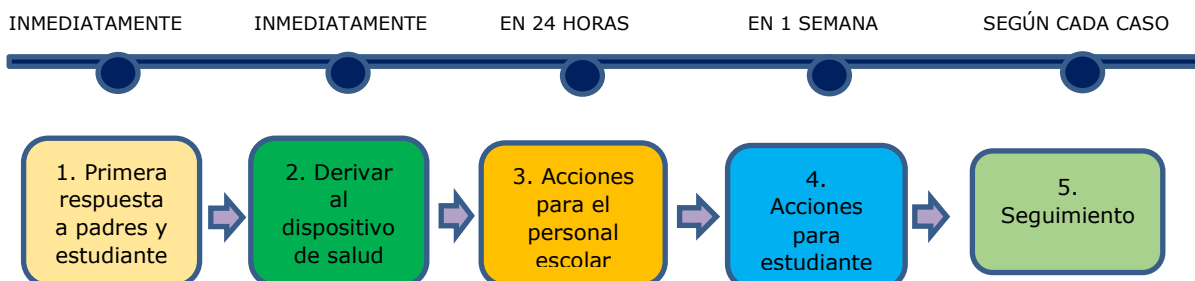 INMEDIATAMENTE INMEDIATAMENTE EN 24 HORAS EN 1 SEMANA SEGÚN CADA CASO
1. Primera
respuesta
a padres y
estudiante
2. Derivar
al
dispositivo
de salud
3. Acciones
para el
personal
escolar
4.
Acciones
para
estudiante
5.
Seguimiento